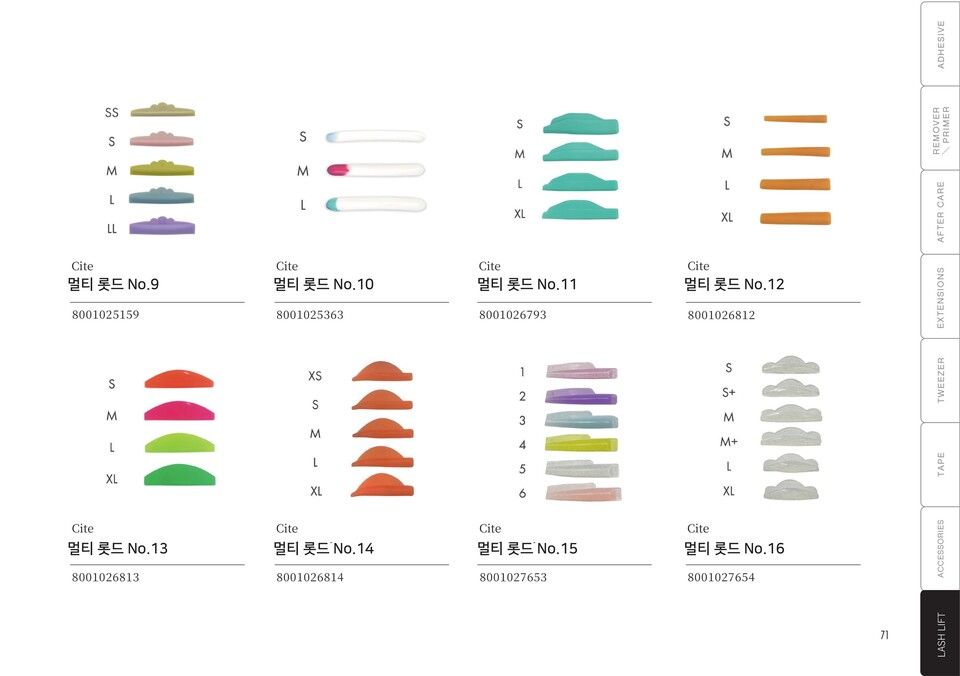 SS
S
M
L
LL
Cite
멀티 롯드 No.9
8001025159
S
M
L
Cite
멀티 롯드 No.10
8001025363
S
M
L
XL
Cite
멀티 롯드 No.11
8001026793
S
M
L
XL
Cite
멀티 롯드 No.12
8001026812
S
M
L
XL
Cite
멀티 롯드 No.13
8001026813
XS
S
M
L
XL
Cite
멀티 롯드 No.14
8001026814
1
2
3
4
5
6
Cite
멀티 롯드 No.15
8001027653
S
S+
M
M+
L
XL
Cite
멀티 롯드 No.16
8001027654
ADHESIVE
REMOVER
/ PRIMER
AFTER CARE
EXTENSIONS
TWEEZER
TAPE
ACCESSORIES
LASH LIFT
71